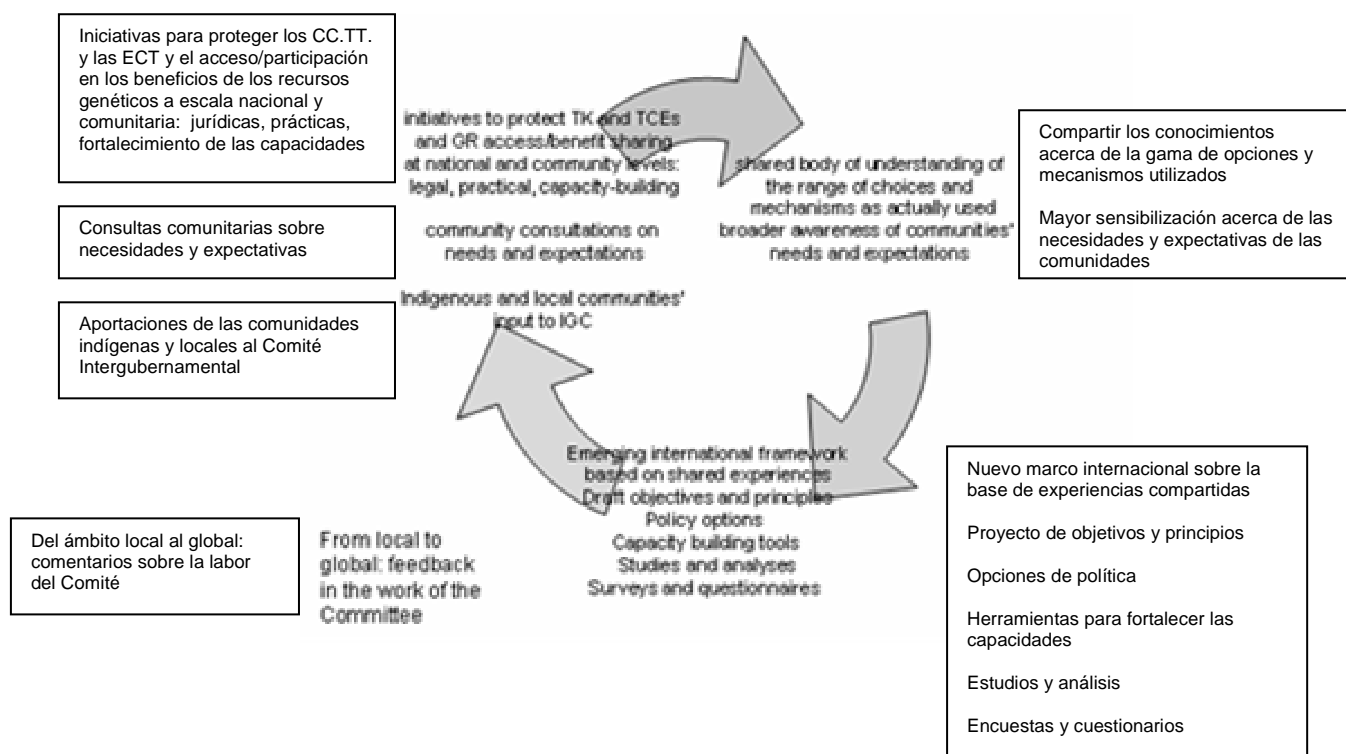 Iniciativas para proteger los CC.TT.
y las ECT y el acceso/participación
en los beneficios de los recursos
genéticos a escala nacional y
comunitaria:  jurídicas, prácticas,
fortalecimiento de las capacidades
Consultas comunitarias sobre
necesidades y expectativas
Aportaciones de las comunidades
indígenas y locales al Comité
Intergubernamental
initiatives to protect TK and TCEs
and GR access/benefit sharing
at national and community levels:
legal, practical, capacity-building
community consultations on
needs and expectations
Indigenous and local communities'
input to IGC
shared body of understanding of
the range of choices and
mechanisms as actually used
broader awareness of communities'
needs and expectations
Compartir los conocimientos
acerca de la gama de opciones y
mecanismos utilizados
Mayor sensibilización acerca de las
necesidades y expectativas de las
comunidades
Emerging international framework
based on shared experiences
Draft objectives and principles
Policy options
Capacity building tools
Studies and analyses
Surveys and questionnaires
Nuevo marco internacional sobre la
base de experiencias compartidas
Proyecto de objetivos y principios
Opciones de política
Herramientas para fortalecer las
capacidades
Estudios y análisis
Encuestas y cuestionarios
Del ámbito local al global:
comentarios sobre la labor
del Comité
From local to
global: feedback
in the work of the
Committee